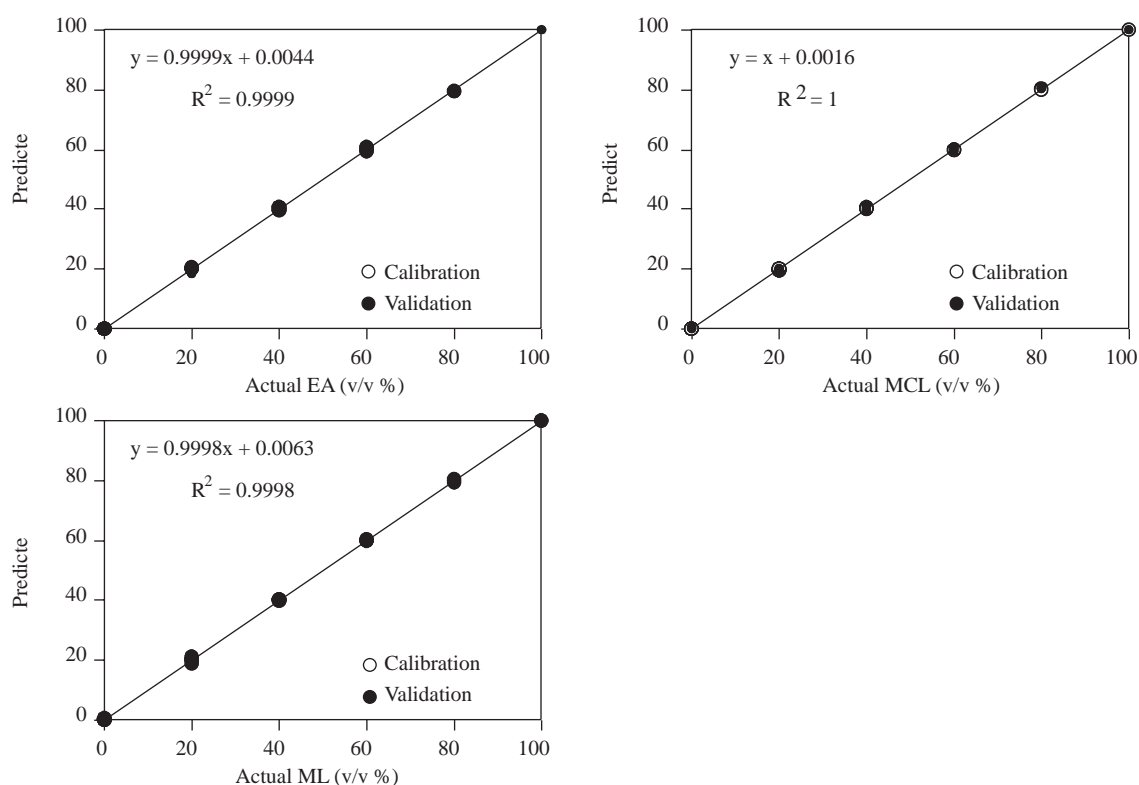 100
80
60
40
20
0
Predicte
y = 0.9999x + 0.0044
R² = 0.9999
Calibration
Validation
0 20 40 60 80 100
Actual EA (v/v %)
100
80
60
40
20
0
Predict
y = x + 0.0016
R ² = 1
Calibration
Validation
0 20 40 60 80 100
Actual MCL (v/v %)
100
80
60
40
20
0
Predicte
y = 0.9998x + 0.0063
R² = 0.9998
Calibration
Validation
0 20 40 60 80 100
Actual ML (v/v %)